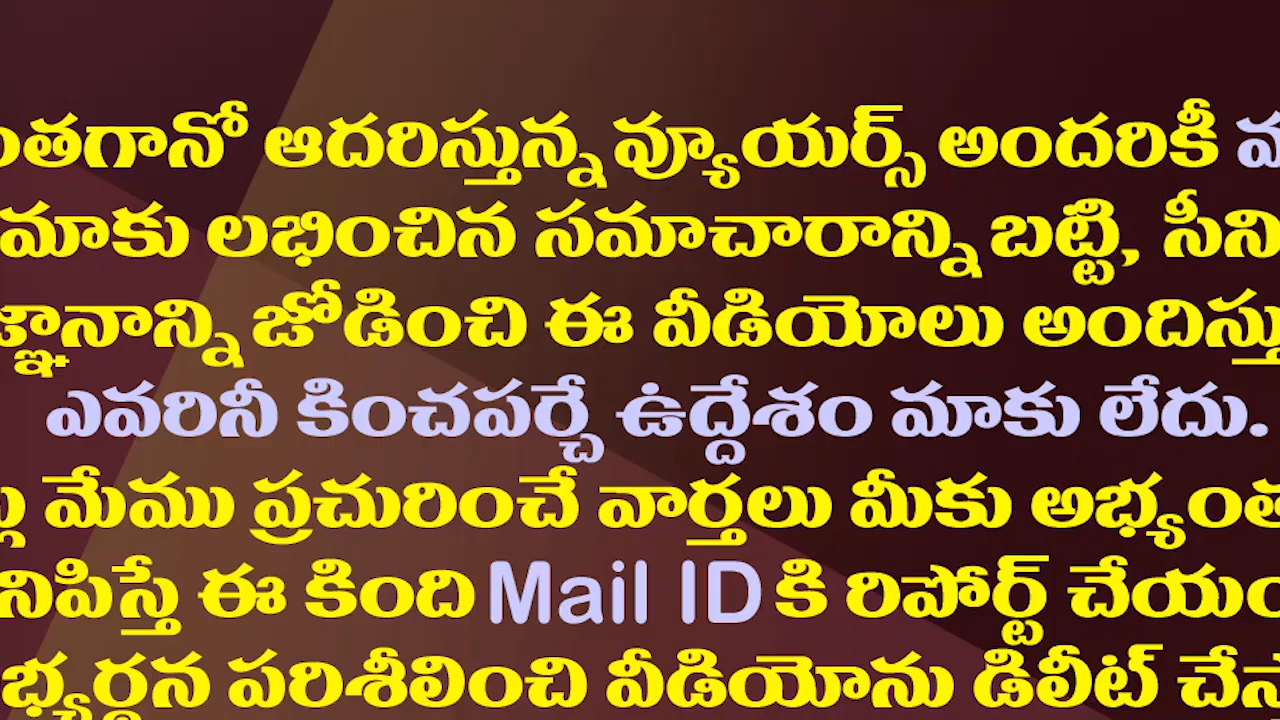 ంతగానో ఆదరిస్తున్న వ్యూయర్స్ అందరికీ
మాకు లభించిన సమాచారాన్ని బట్టి, సీని
జ్ఞానాన్ని జోడించి ఈ వీడియోలు అందిస్తు
ఎవరినీ కించపర్చే ఉద్దేశం మాకు లేదు.
మేము ప్రచురించే వార్తలు మీకు అభ్యంత
నిపిస్తే ఈ కింది Mail ID కి రిపోర్ట్ చేయం
భ్యర్థన పరిశీలించి వీడియోను డిలీట్ చేస